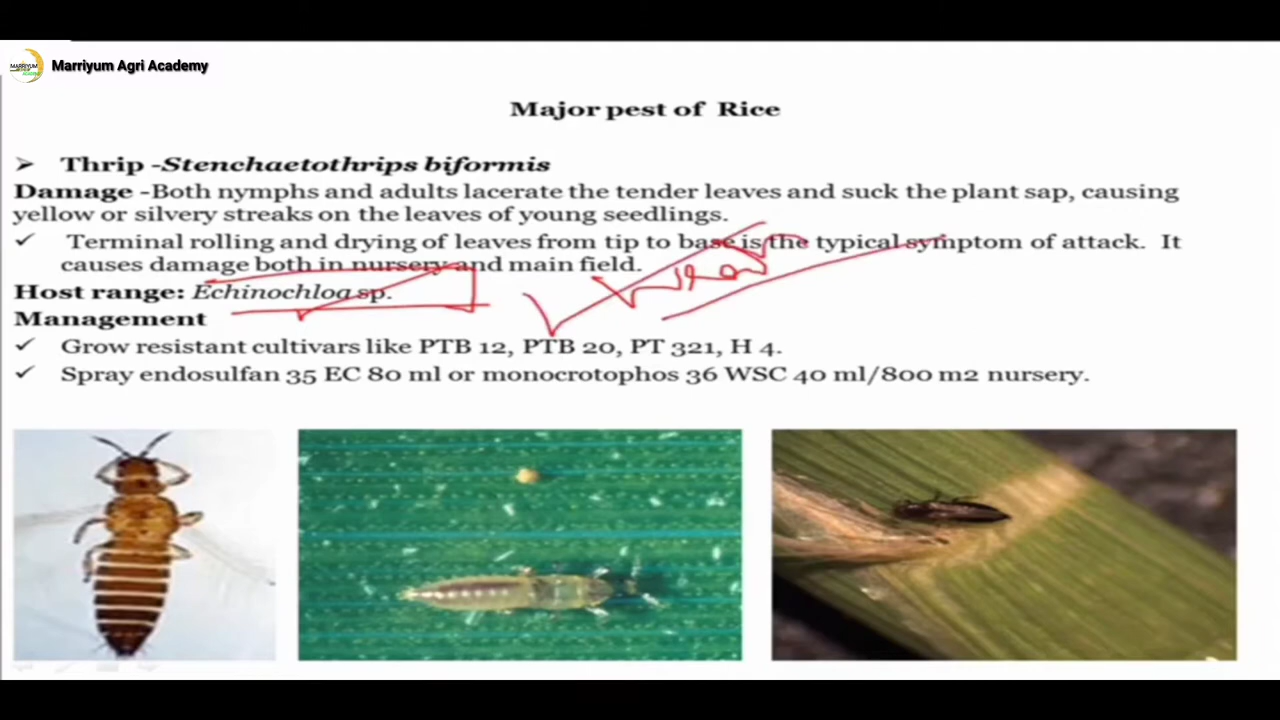 Marriyum Agri Academy
Major pest of Rice
➢ Thrip -Stenchaetothrips biformis
Damage -Both nymphs and adults lacerate the tender leaves and suck the plant sap, causing
yellow or silvery streaks on the leaves of young seedlings.
✓ Terminal rolling and drying of leaves from tip to base is the typical symptom of attack. It
causes damage both in nursery and main field.
Host range: Echinochloa sp.
Management
✓ Grow resistant cultivars like PTB 12, PTB 20, PT 321, H 4.
✓ Spray endosulfan 35 EC 80 ml or monocrotophos 36 WSC 40 ml/800 m2 nursery.